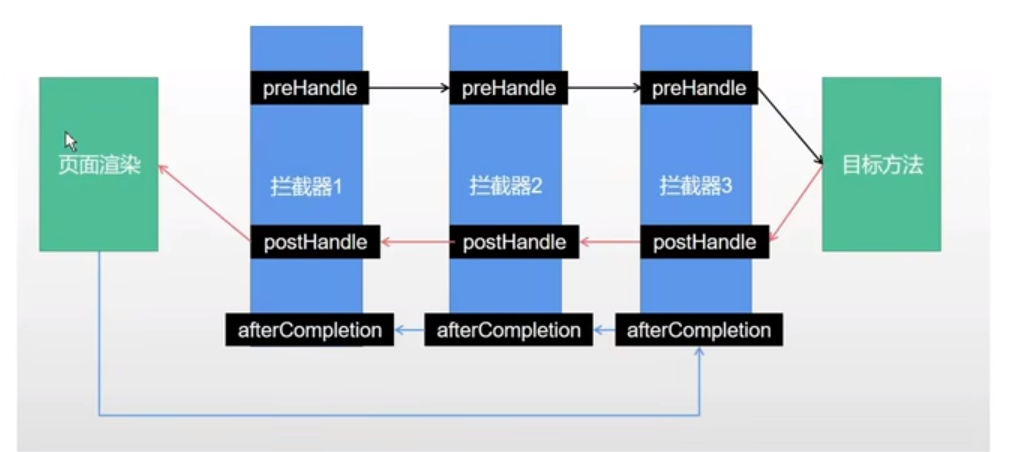 preHandle
preHandle
preHandle
页面渲染
拦截器1
拦截器2
拦截器3
目标方法
postHandle
postHandle
postHandle
afterCompletion
afterCompletion
afterCompletion